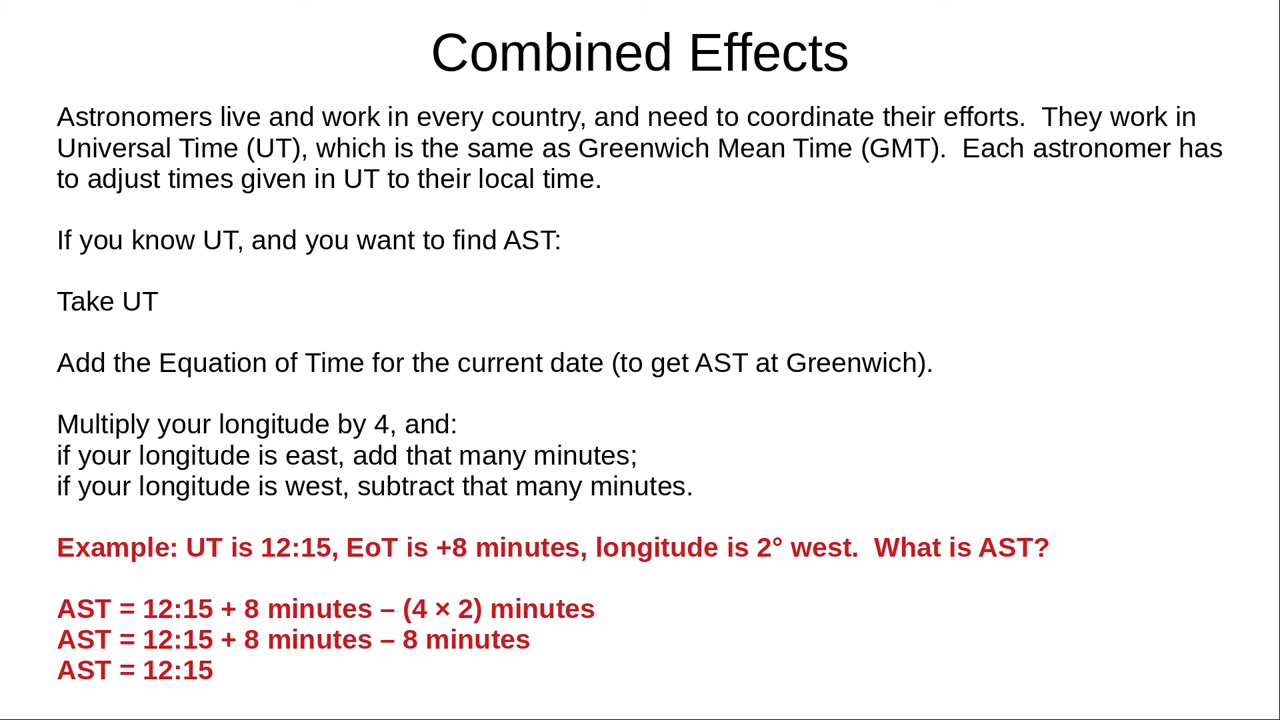 Combined Effects
Astronomers live and work in every country, and need to coordinate their efforts.  They work in
Universal Time (UT), which is the same as Greenwich Mean Time (GMT).  Each astronomer has
to adjust times given in UT to their local time.
If you know UT, and you want to find AST:
Take UT
Add the Equation of Time for the current date (to get AST at Greenwich).
Multiply your longitude by 4, and:
if your longitude is east, add that many minutes;
if your longitude is west, subtract that many minutes.
Example: UT is 12:15, EoT is +8 minutes, longitude is 2° west.  What is AST?
AST = 12:15 + 8 minutes – (4 × 2) minutes
AST = 12:15 + 8 minutes – 8 minutes
AST = 12:15